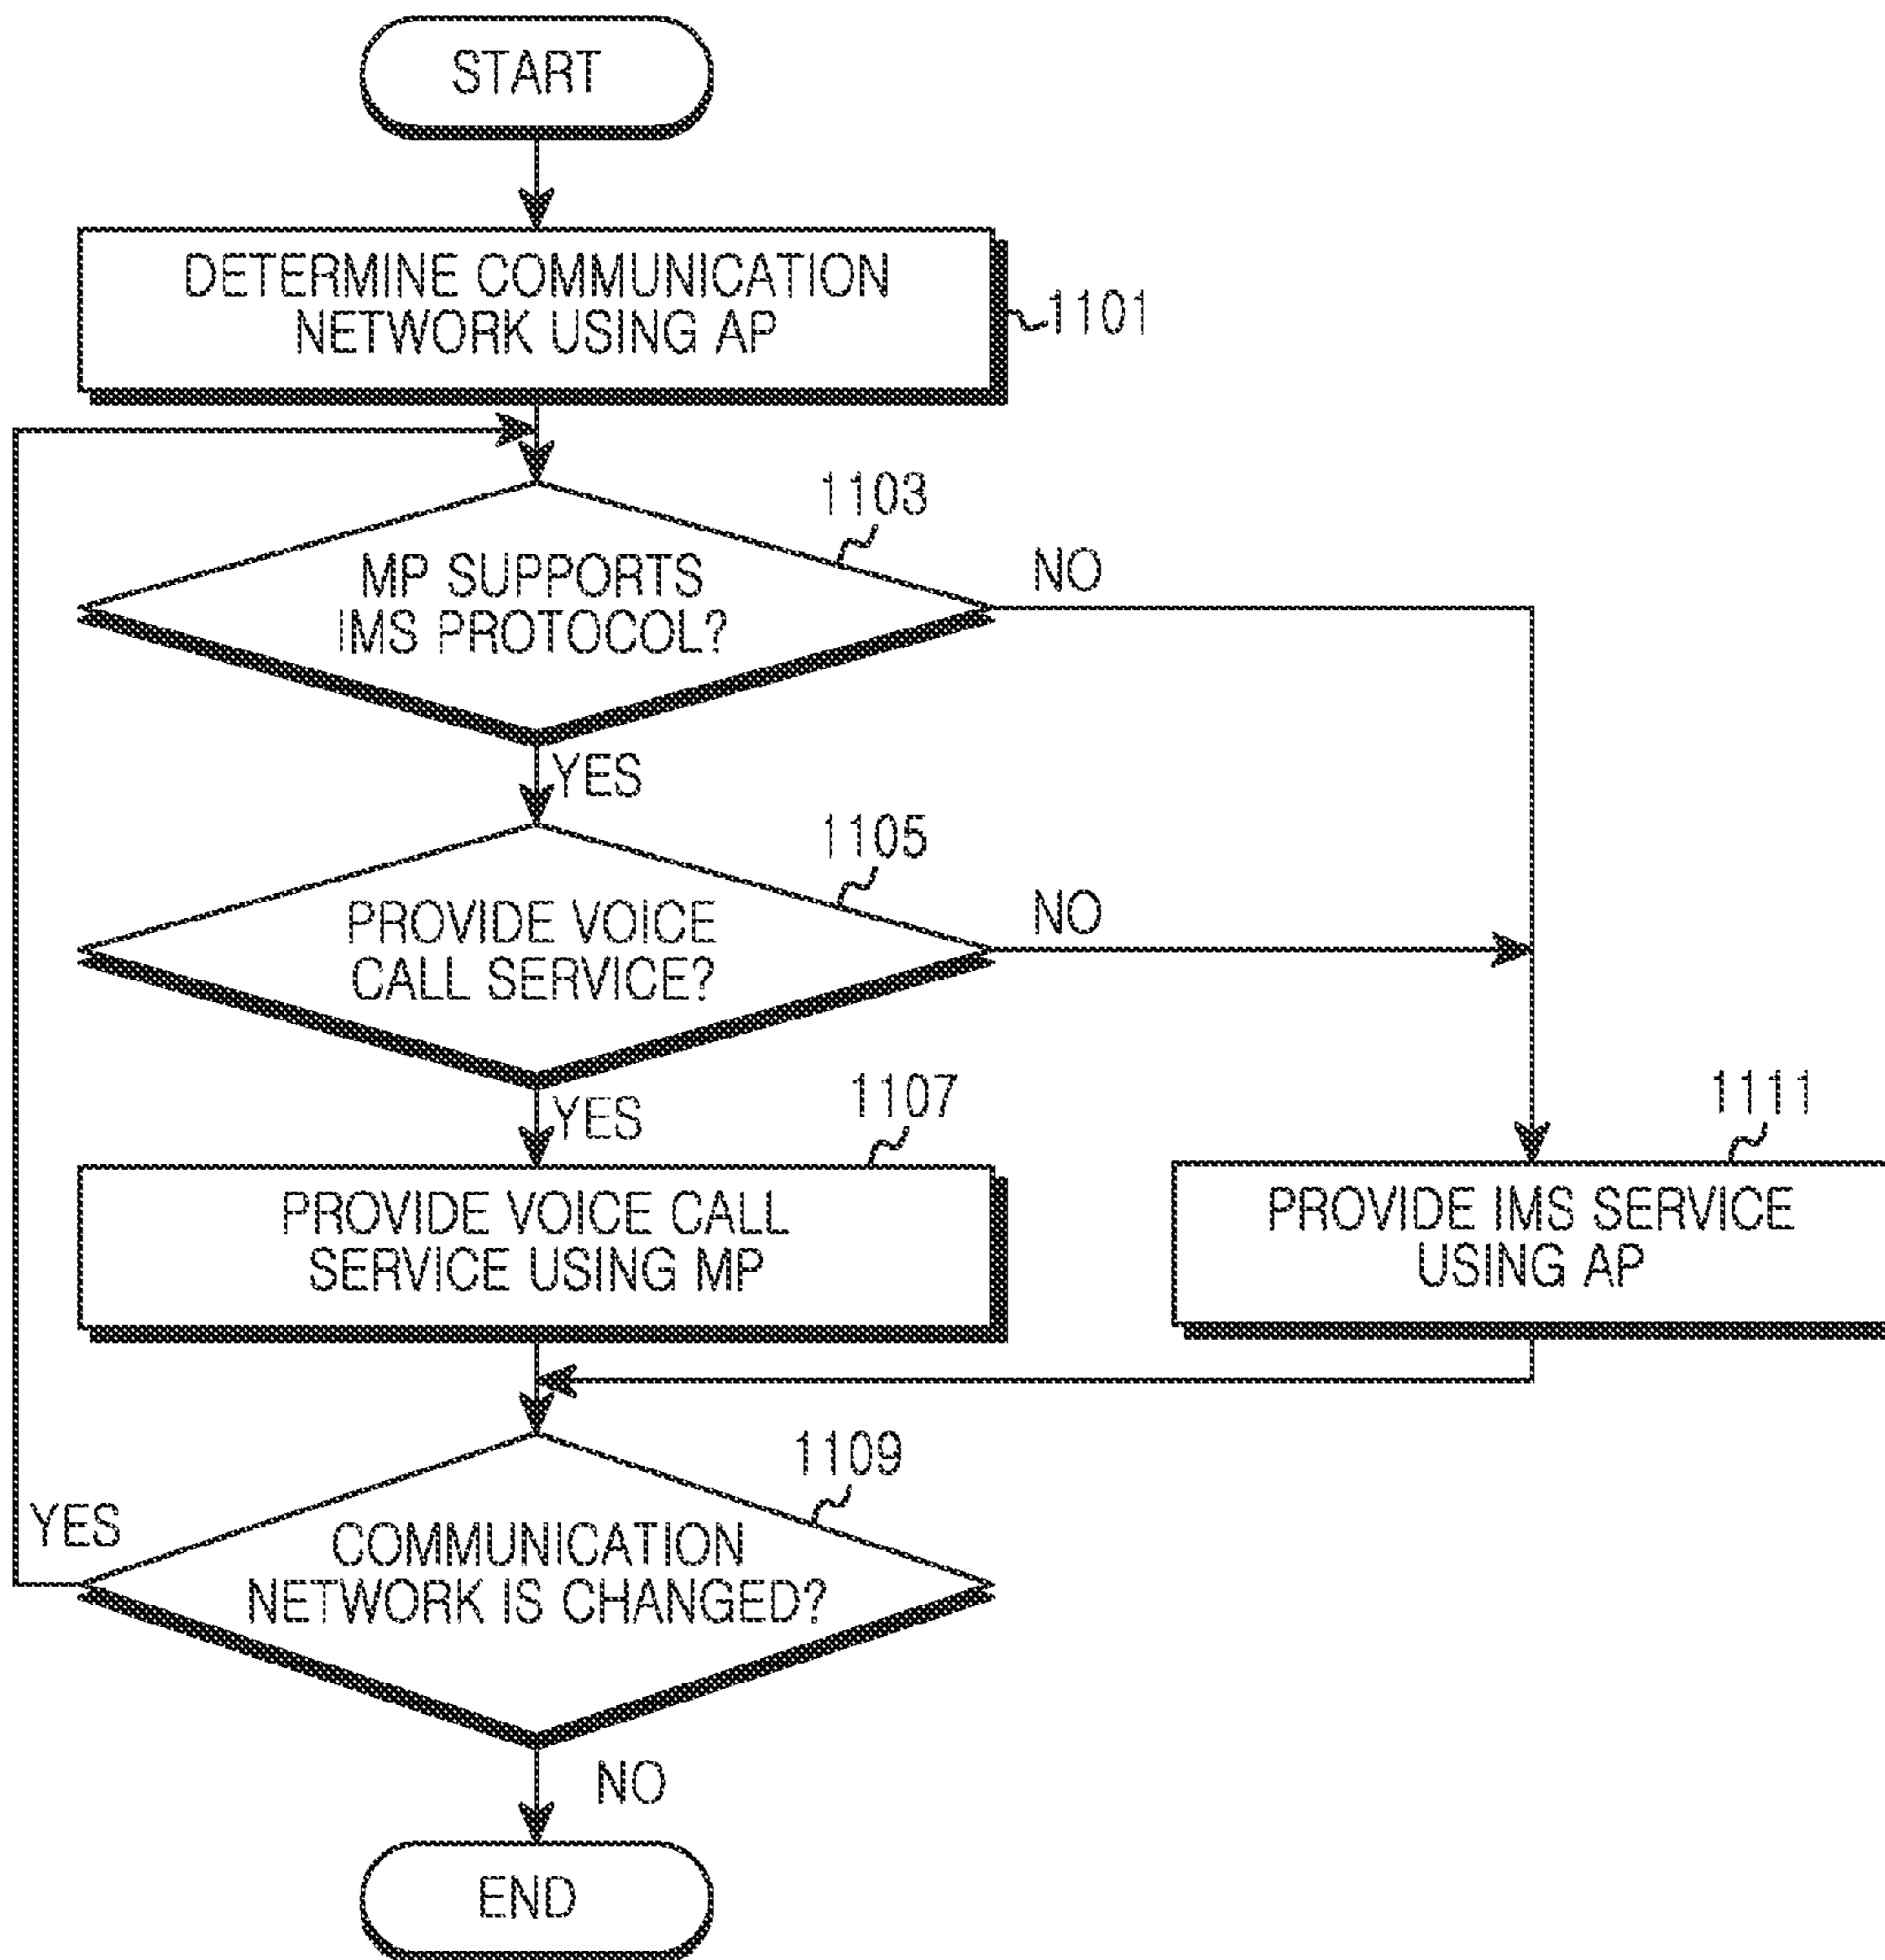 START
DETERMINE COMMUNICATION
NETWORK USING AP
1101
1103
MP SUPPORTS
IMS PROTOCOL?
NO
YES
1105
PROVIDE VOICE
CALL SERVICE?
NO
YES
1107
PROVIDE VOICE CALL
SERVICE USING MP
1111
PROVIDE IMS SERVICE
USING AP
1109
COMMUNICATION
NETWORK IS CHANGED?
YES
NO
END